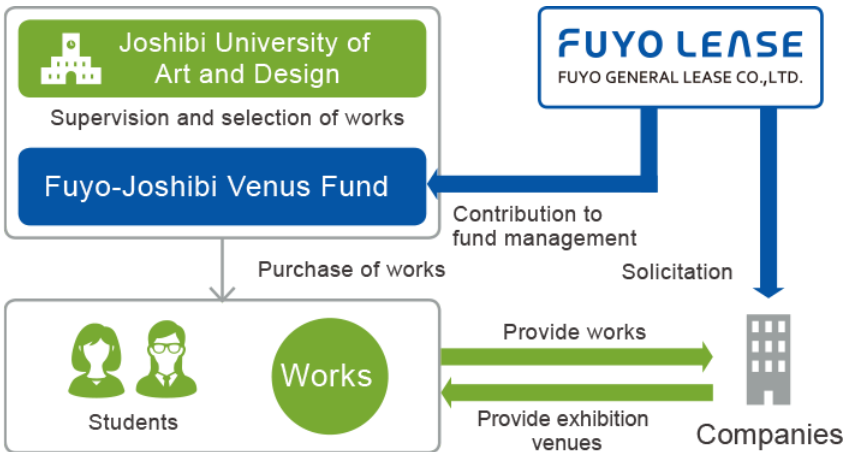 Joshibi University of
Art and Design
Supervision and selection of works
Fuyo-Joshibi Venus Fund
FUYO LEASE
FUYO GENERAL LEASE CO.,LTD.
Contribution to
fund management
Solicitation
Purchase of works
Students
Works
Provide works
Provide exhibition
venues
Companies